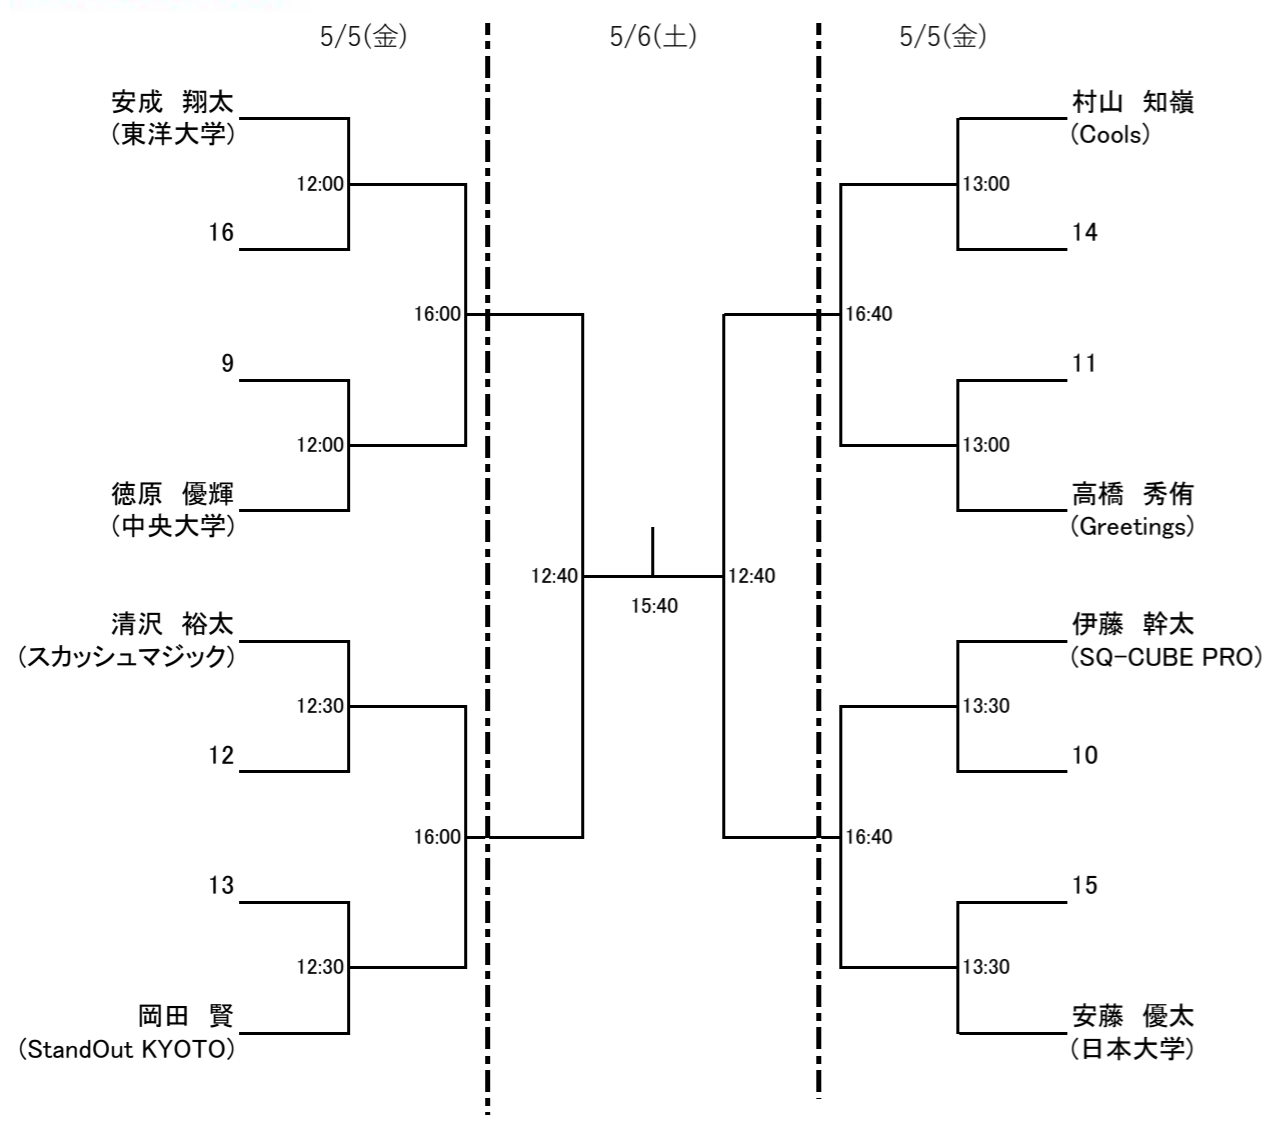 5/5(金)
5/6(土)
5/5(金)
安成　翔太
(東洋大学)
12:00
16
16:00
9
12:00
徳原　優輝
(中央大学)
清沢　裕太
(スカッシュマジック)
12:30
12
16:00
13
12:30
岡田　賢
(StandOut KYOTO)
12:40
15:40
12:40
村山　知嶺
(Cools)
13:00
14
16:40
11
13:00
高橋　秀侑
(Greetings)
伊藤　幹太
(SQ-CUBE PRO)
13:30
10
16:40
15
13:30
安藤　優太
(日本大学)